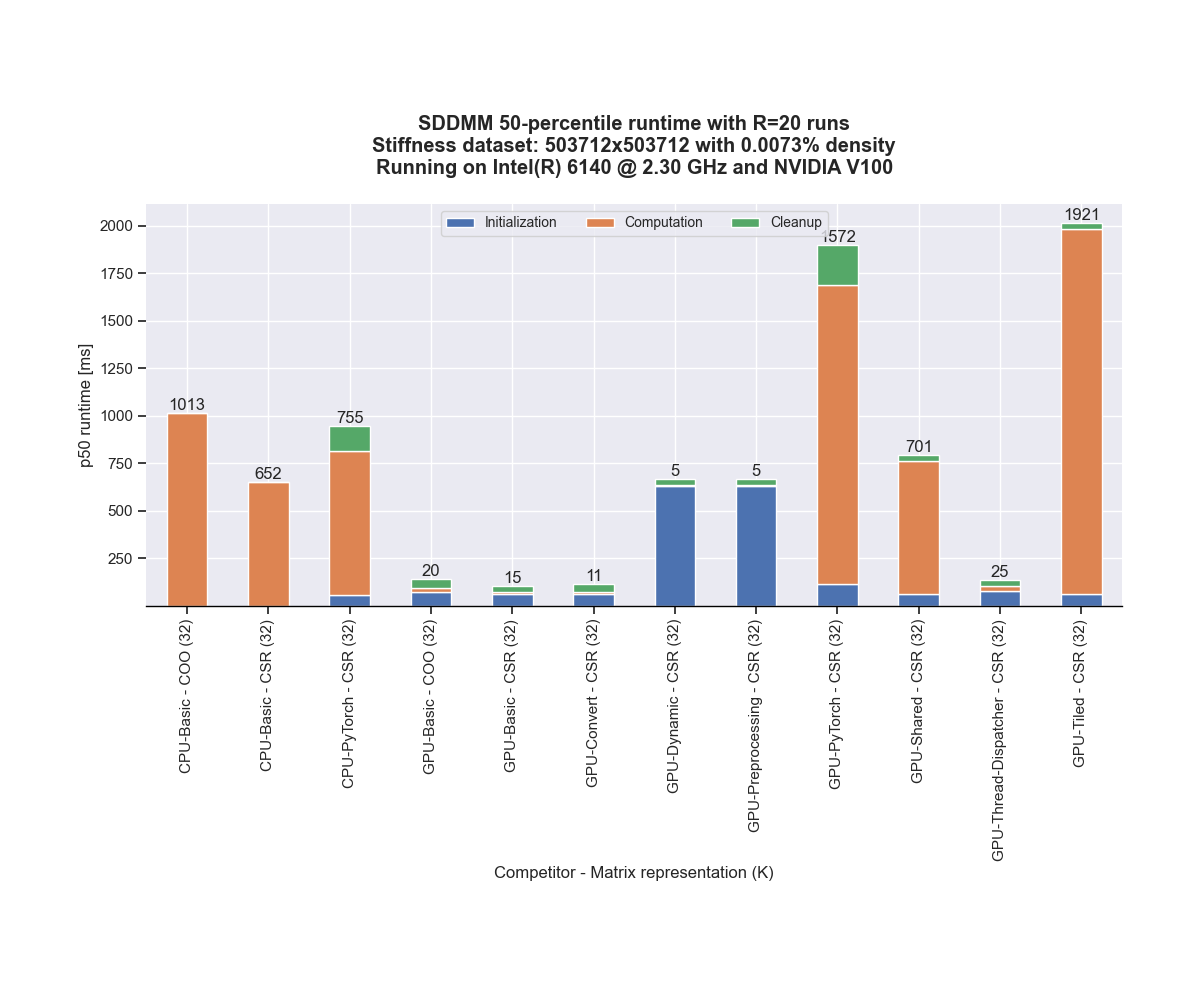 SDDMM 50-percentile runtime with R=20 runs
Stiffness dataset: 503712x503712 with 0.0073% density
Running on Intel(R) 6140 @ 2.30 GHz and NVIDIA V100
Initialization Computation Cleanup
p50 runtime [ms]
2000
1750
1500
1250
1000
750
500
250
1013
652
755
20
15
11
5
5
1572
701
25
1921
CPU-Basic - COO (32)
CPU-Basic - CSR (32)
CPU-PyTorch - CSR (32)
GPU-Basic - COO (32)
GPU-Basic - CSR (32)
GPU-Convert - CSR (32)
GPU-Dynamic - CSR (32)
GPU-Preprocessing - CSR (32)
GPU-PyTorch - CSR (32)
GPU-Shared - CSR (32)
GPU-Thread-Dispatcher - CSR (32)
GPU-Tiled - CSR (32)
Competitor - Matrix representation (K)